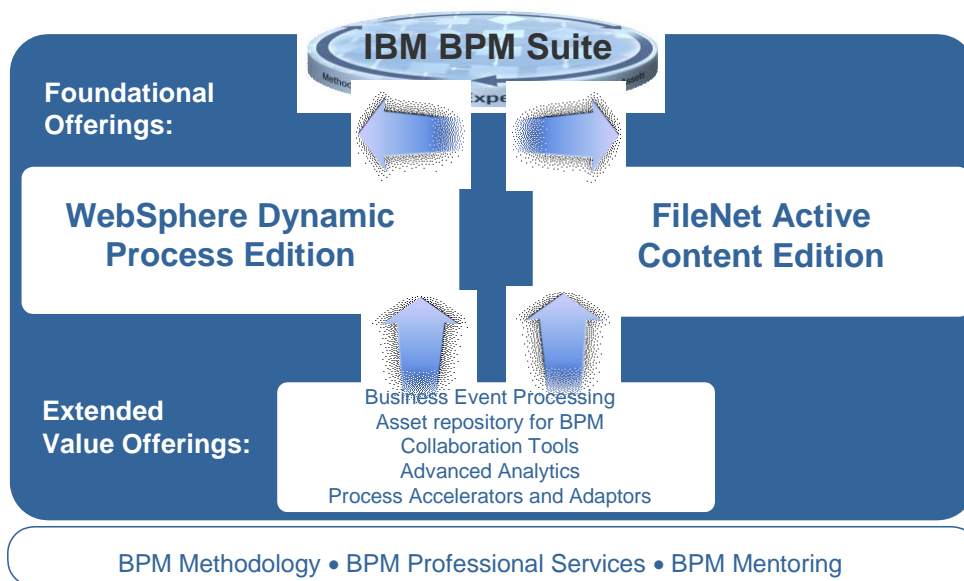 IBM BPM Suite
Foundational
Offerings:
WebSphere Dynamic
Process Edition
FileNet Active
Content Edition
Extended
Value Offerings:
Business Event Processing
Asset repository for BPM
Collaboration Tools
Advanced Analytics
Process Accelerators and Adaptors
BPM Methodology • BPM Professional Services • BPM Mentoring